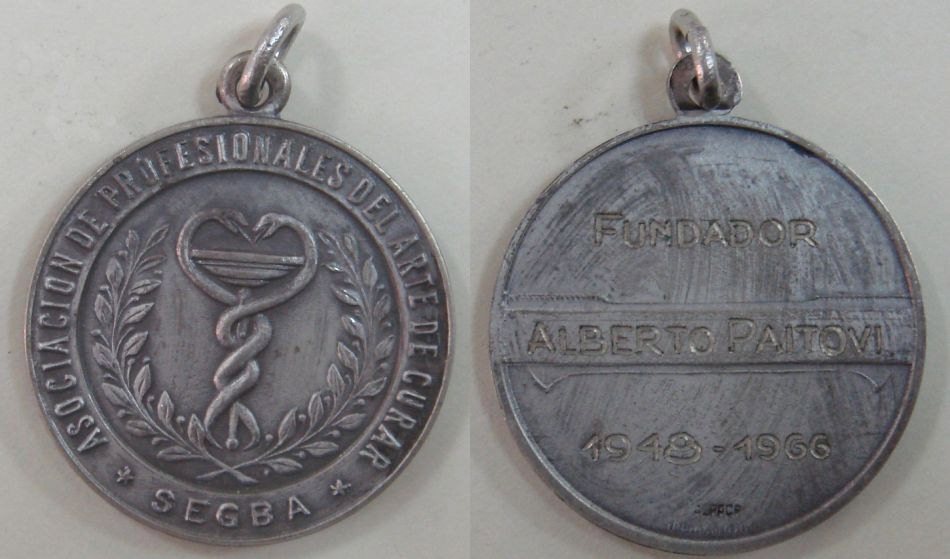 ASOCIACION DE PROFESIONALES DEL ARTE DE CURAR
* SEGBA *
FUNDADOR
ALBERTO PAITOVI
1948-1966